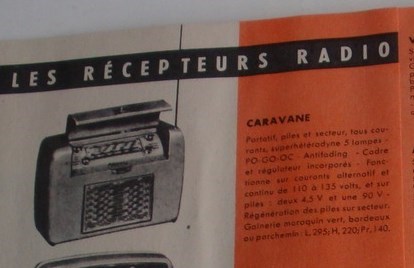 LES RÉCEPTEURS RADIO
CARAVANE
Portatif, piles et secteur, tous cou-
rants, superhétérodyne 5 lampes -
PO-GO-OC - Antifading - Cadre
et régulateur incorporés - Fonc-
tionne sur courants alternatif et
continu de 110 à 135 volts, et sur
piles : deux 4,5 V et une 90 V -
Régénération des piles sur secteur.
Gainerie maroquin vert, bordeaux
ou parchemin : L, 295; H, 220; Pr, 140.